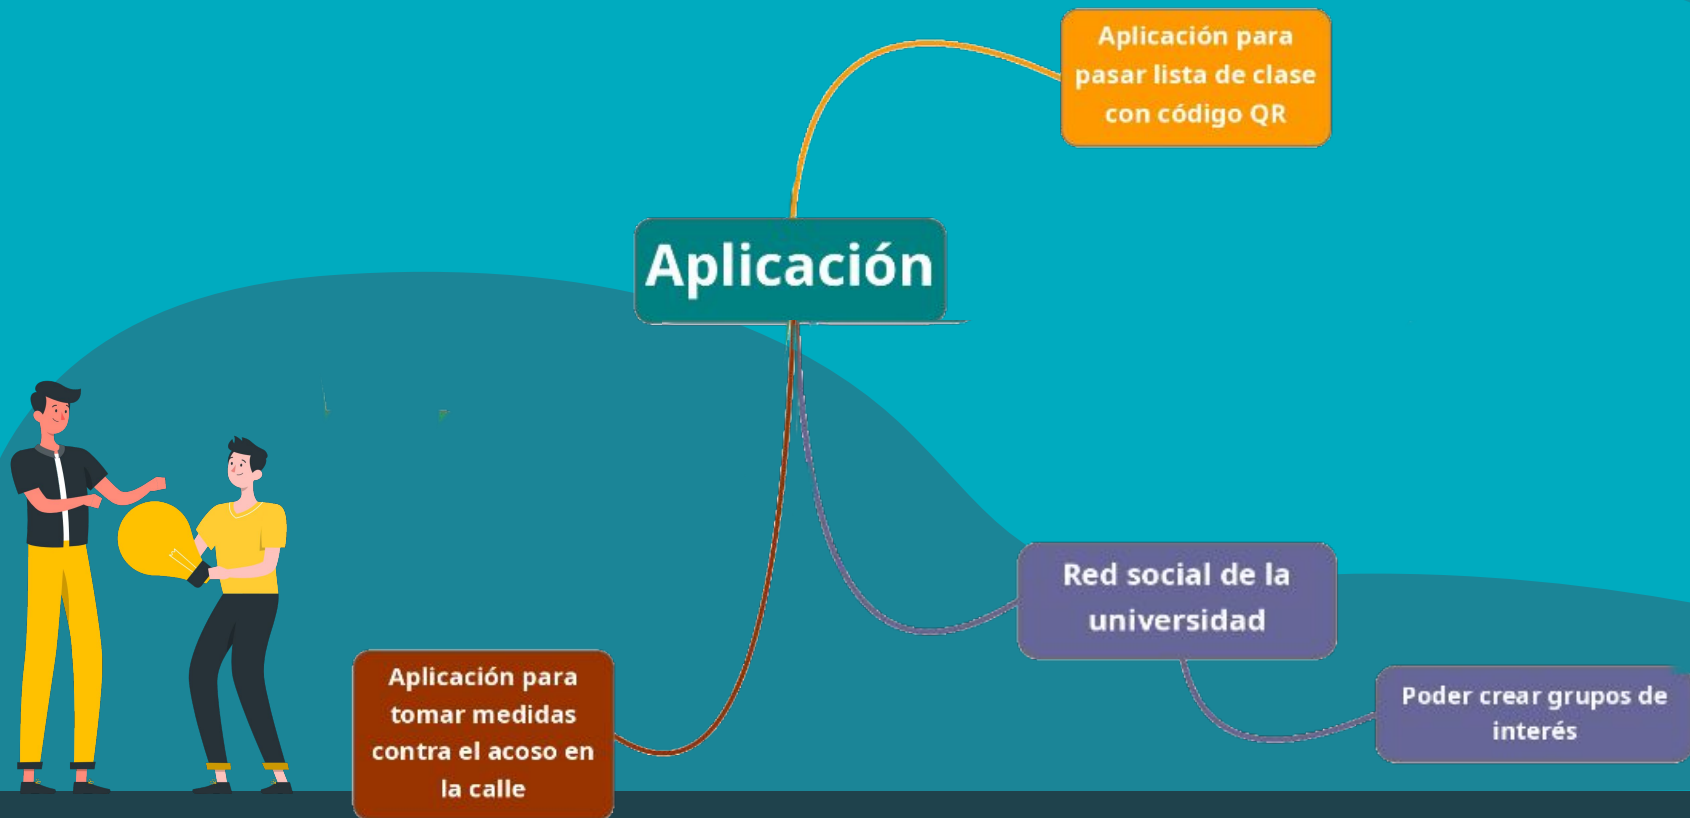 Aplicación para
pasar lista de clase
con código QR
Aplicación
Red social de la
universidad
Poder crear grupos de
interés
Aplicación para
tomar medidas
contra el acoso en
la calle